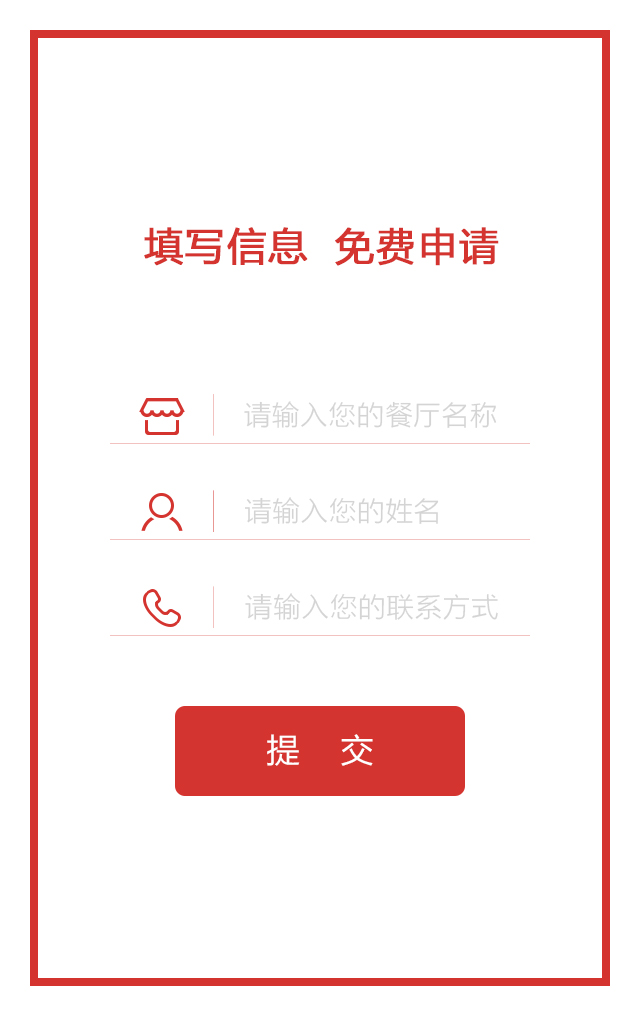 填写信息 免费申请
请输入您的餐厅名称
请输入您的姓名
请输入您的联系方式
提 交